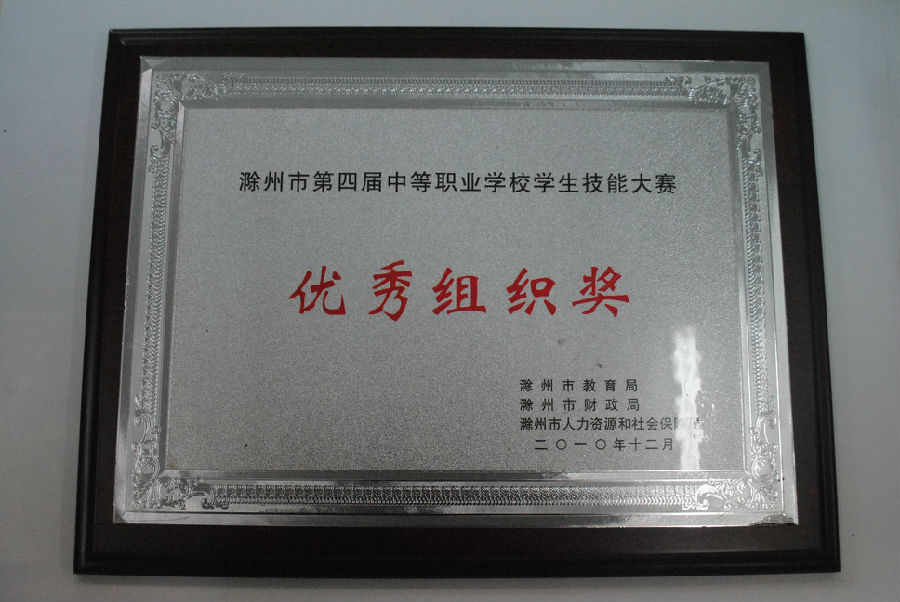 滁州市第四届中等职业学校学生技能大赛
优秀组织奖
滁州市教育局
滁州市财政局
滁州市人力资源和社会保障局
二〇一〇年十二月